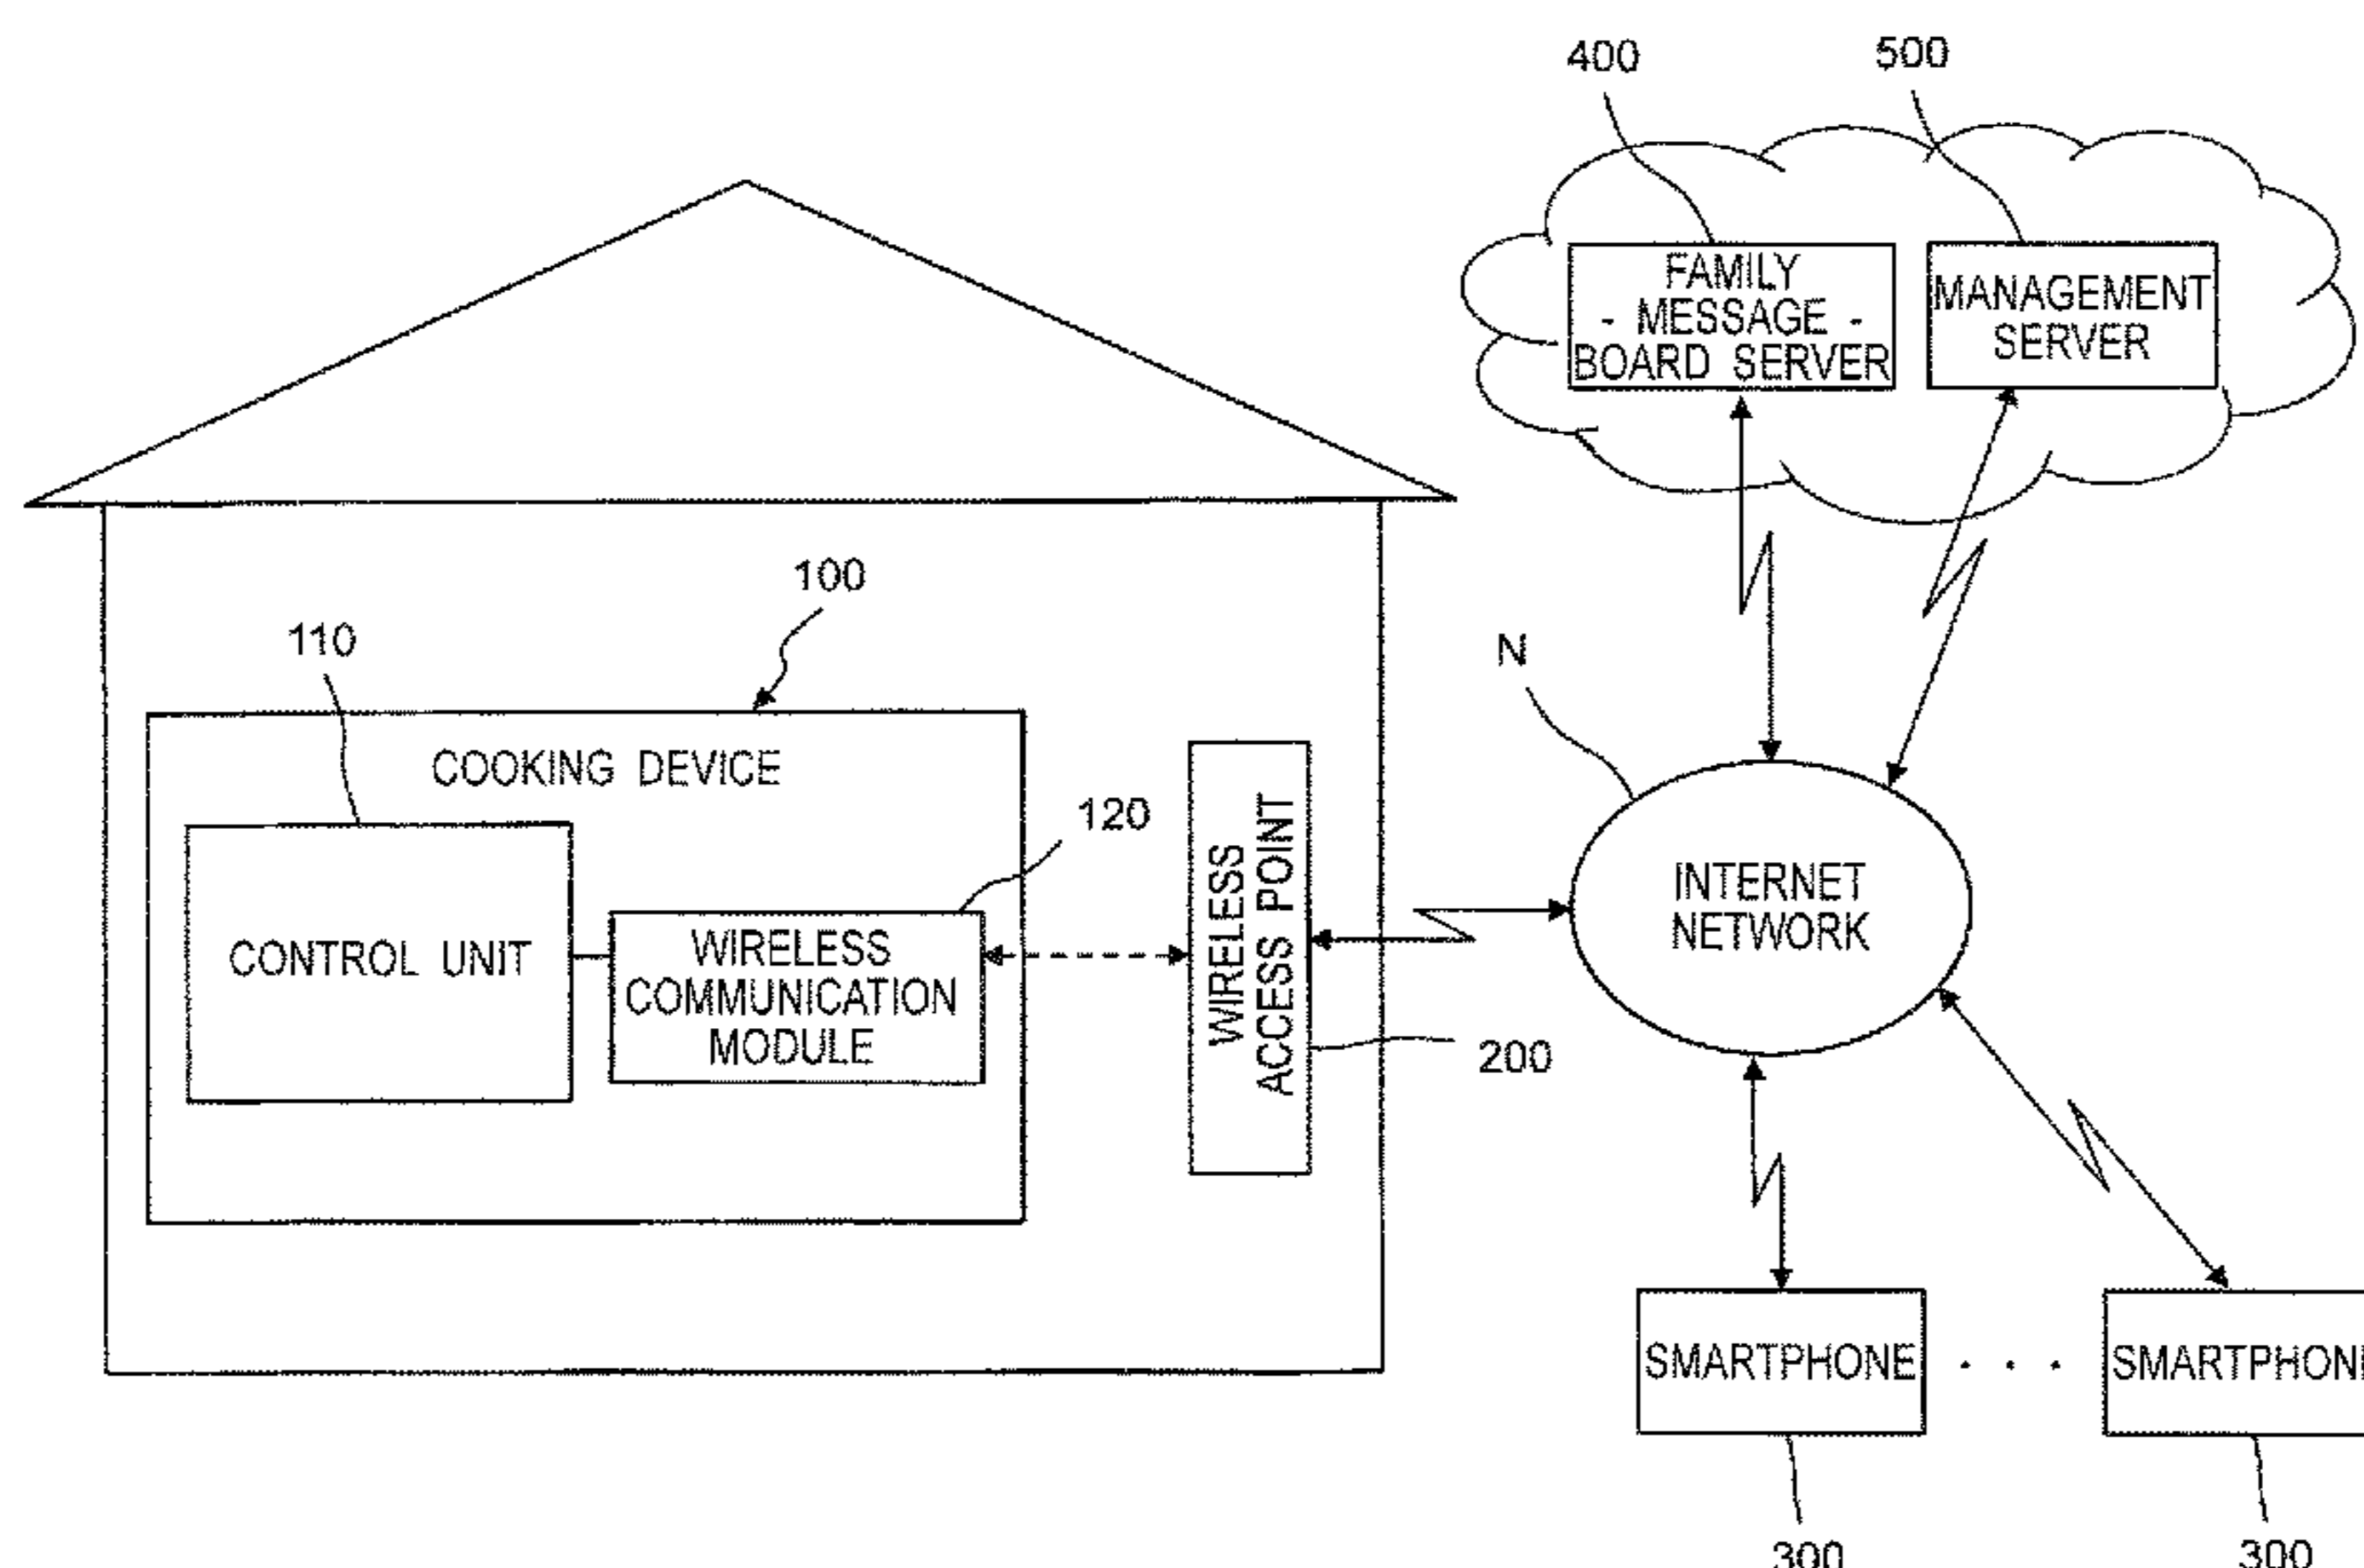 400
500
FAMILY
- MESSAGE -
BOARD SERVER
MANAGEMENT
SERVER
100
110
COOKING DEVICE
120
N
CONTROL UNIT
WIRELESS
COMMUNICATION
MODULE
WIRELESS
ACCESS POINT
200
INTERNET
NETWORK
SMARTPHONE
. . .
SMARTPHONE
300
300